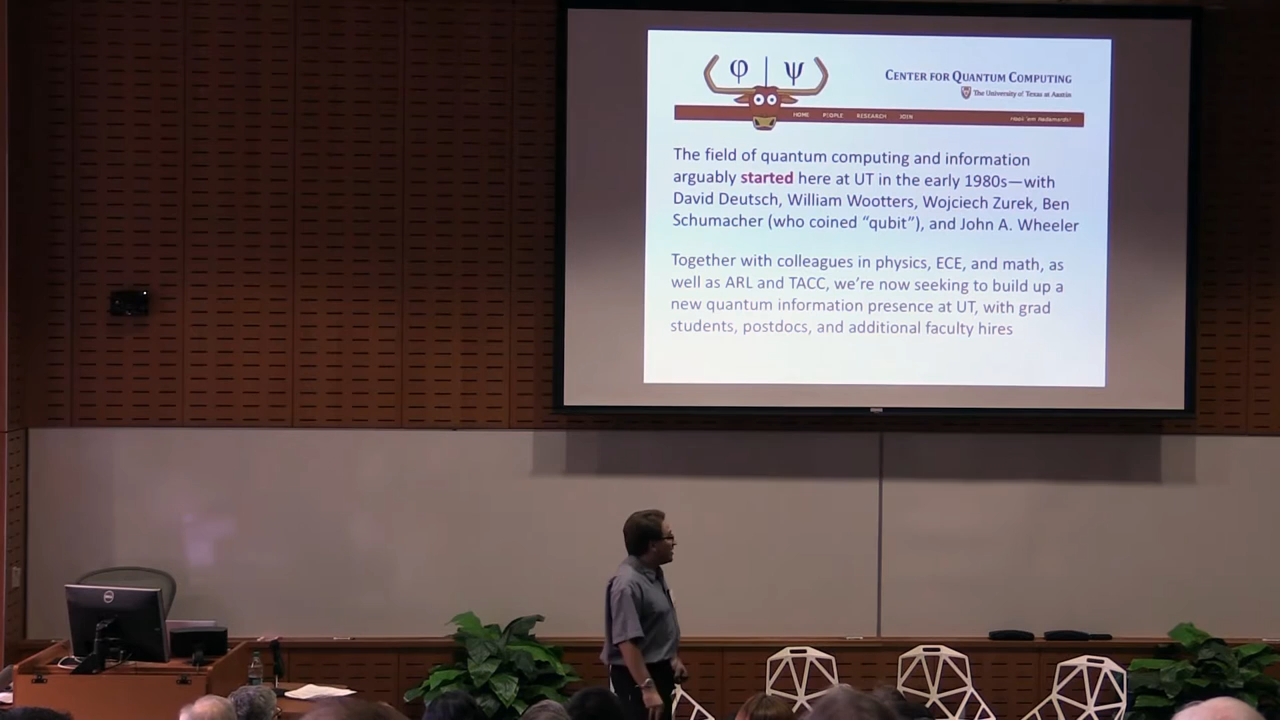 φ | ψ
CENTER FOR QUANTUM COMPUTING
The University of Texas at Austin
HOME PEOPLE RESEARCH JOIN Hook 'em Hadamards!
The field of quantum computing and information
arguably started here at UT in the early 1980s—with
David Deutsch, William Wootters, Wojciech Zurek, Ben
Schumacher (who coined “qubit”), and John A. Wheeler
Together with colleagues in physics, ECE, and math, as
well as ARL and TACC, we’re now seeking to build up a
new quantum information presence at UT, with grad
students, postdocs, and additional faculty hires
DELL